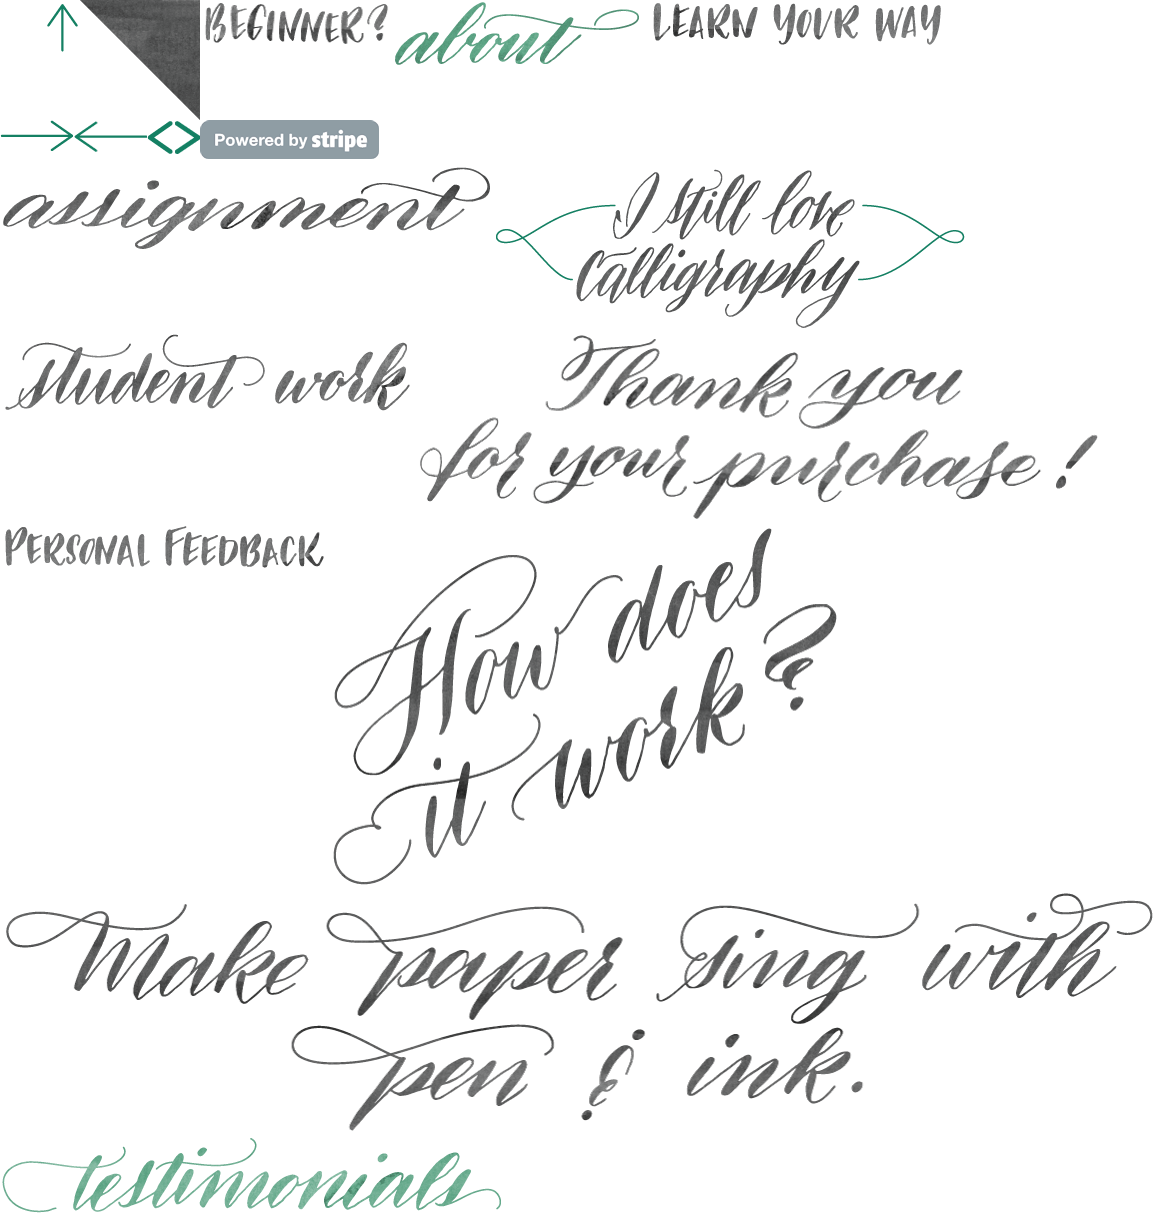 BEGINNER? about LEARN YOUR WAY
Powered by stripe
assignment
I still love
Calligraphy
student work
Thank you
for your purchase!
PERSONAL FEEDBACK
How does
it work?
Make paper sing with
pen & ink.
testimonials